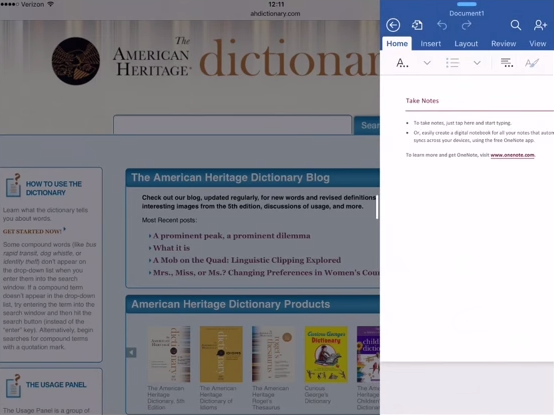 Verizon
12:11
ahdictionary.com
The
AMERICAN
HERITAGE
dictionar
Sear
HOW TO USE THE
DICTIONARY
Learn what the dictionary tells
you about words.
GET STARTED NOW!
Some compound words (like bus
rapid transit, dog whistle, or
identity theft) don't appear on
the drop-down list when you
enter them into the search
window. If a compound
term doesn't appear in the drop-down
list, try entering the term into the
search window and then hit the
search button (instead of the
"enter" key). Alternatively, begin
searches for compound terms
with a quotation mark.
THE USAGE PANEL
The Usage Panel is a group of
The American Heritage Dictionary Blog
Check out our blog, updated regularly, for new words and revised definitions
interesting images from the 5th edition, discussions of usage, and more.
Most Recent posts:
A prominent peak, a prominent dilemma
What it is
A Mob on the Quad: Linguistic Clipping Explored
Mrs., Miss, or Ms.? Changing Preferences in Women's Cour
American Heritage Dictionary Products
Curious George
Dictionary
The American
Heritage
Dictionary, 5th
Edition
The American
Heritage
Dictionary of
Idioms
The American
Heritage
Roget's
Thesaurus
Curious
George's
Dictionary
The American
Heritage
Children's
Document1
Home Insert Layout Review View
A..
Take Notes
To take notes, just tap here and start typing.
Or, easily create a digital notebook for all your notes that autom
syncs across your devices, using the free OneNote app.
To learn more and get OneNote, visit www.onenote.com.